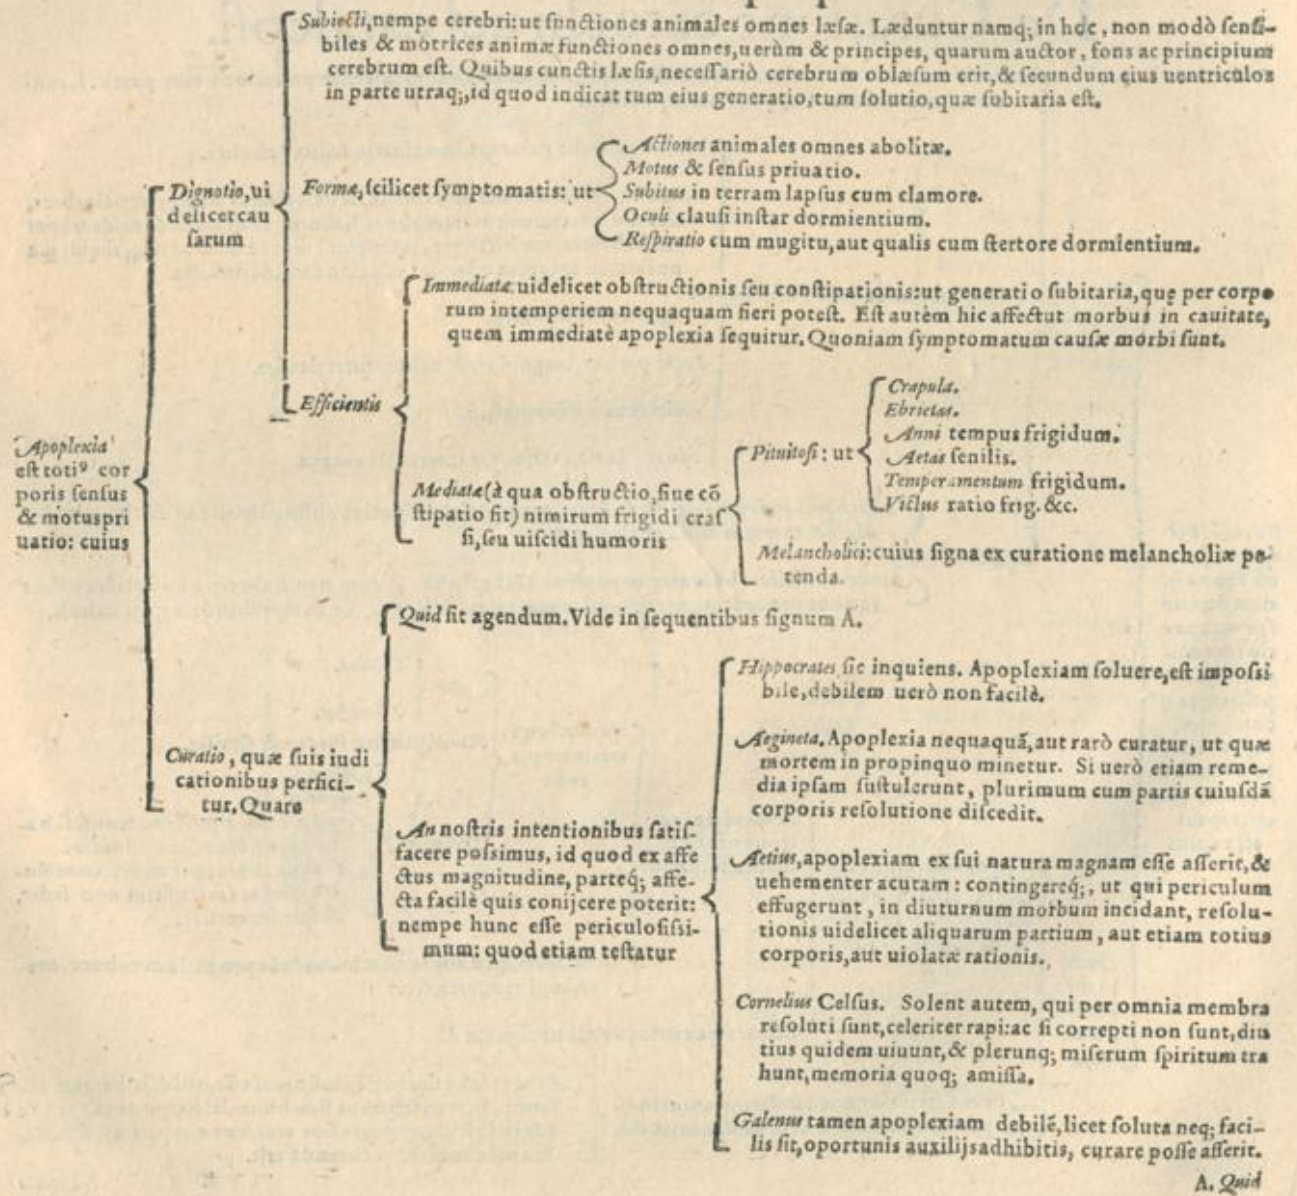 Subiecti, nempe cerebri: ut functiones animales omnes læsæ. Læduntur namq; in hoc, non modò sensi-
biles & motrices animæ functiones omnes, uerùm & principes, quarum auctor, fons ac principium
cerebrum est. Quibus cunctis læsis, necessariò cerebrum oblæsum erit, & secundum eius uentriculos
in parte utraq;, id quod indicat tum eius generatio, tum solutio, quæ subitaria est.
Dignotio, ui
delicet cau
sarum
Formæ, scilicet symptomatis: ut
Actiones animales omnes abolitæ.
Motus & sensus priuatio.
Subitus in terram lapsus cum clamore.
Oculi clausi instar dormientium.
Respiratio cum mugitu, aut qualis cum stertore dormientium.
Efficientis
Immediatæ uidelicet obstructionis seu constipationis: ut generatio subitaria, quę per corpo
rum intemperiem nequaquam fieri potest. Est autèm hic affectut morbus in cauitate,
quem immediatè apoplexia sequitur. Quoniam symptomatum causæ morbi sunt.
Mediatæ (à qua obstructio, siue cō
stipatio fit) nimirum frigidi cras
si, seu uiscidi humoris
Pituitosi: ut
Crapula.
Ebrietas.
Anni tempus frigidum.
Aetas senilis.
Temperamentum frigidum.
Victus ratio frig. &c.
Melancholici: cuius signa ex curatione melancholiæ pe-
tenda.
Apoplexia
est totiꝰ cor
poris sensus
& motus pri
uatio: cuius
Curatio, quæ suis iudi
cationibus perfici-
tur. Quare
Quid sit agendum. Vide in sequentibus signum A.
An nostris intentionibus satis-
facere possimus, id quod ex affe
ctus magnitudine, parteq́; affe-
cta facilè quis conijcere poterit:
nempe hunc esse periculosissi-
mum: quod etiam testatur
Hippocrates sic inquiens. Apoplexiam soluere, est impossi
bile, debilem uerò non facilè.
Aegineta. Apoplexia nequaquā, aut rarò curatur, ut quæ
mortem in propinquo minetur. Si uerò etiam reme-
dia ipsam sustulerunt, plurimum cum partis cuiusdā
corporis resolutione discedit.
Aetius, apoplexiam ex sui natura magnam esse asserit, &
uehementer acutam: contingereq́;, ut qui periculum
effugerunt, in diuturnum morbum incidant, resolu-
tionis uidelicet aliquarum partium, aut etiam totius
corporis, aut uiolatæ rationis.
Cornelius Celsus. Solent autem, qui per omnia membra
resoluti sunt, celeriter rapi: ac si correpti non sunt, diu
tius quidem uiuunt, & plerunq; miserum spiritum tra
hunt, memoria quoq; amissa.
Galenus tamen apoplexiam debilē, licet soluta neq; faci-
lis sit, oportunis auxilijs adhibitis, curare posse asserit.
A. Quid